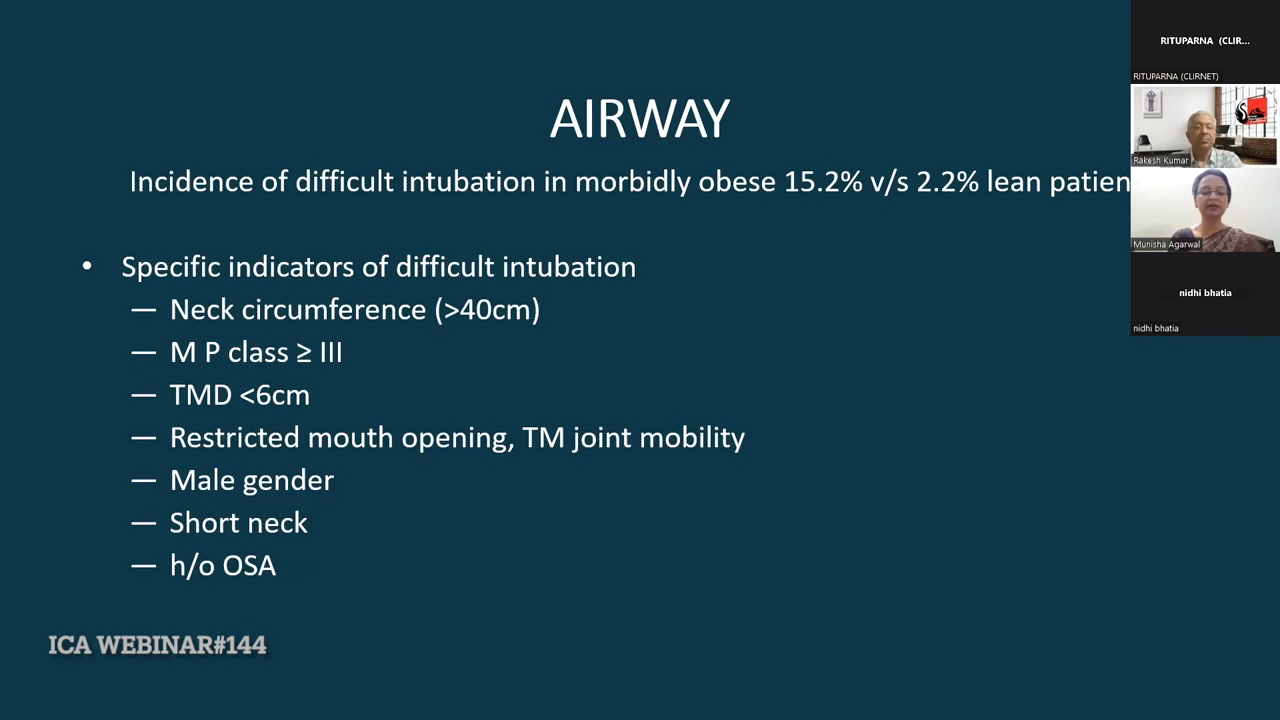 AIRWAY
Incidence of difficult intubation in morbidly obese 15.2% v/s 2.2% lean patien
• Specific indicators of difficult intubation
— Neck circumference (>40cm)
— M P class ≥ III
— TMD <6cm
— Restricted mouth opening, TM joint mobility
— Male gender
— Short neck
— h/o OSA
ICA WEBINAR#144
RITUPARNA (CLIR...
RITUPARNA (CLIRNET)
Rakesh Kumar
Munisha Agarwal
nidhi bhatia
nidhi bhatia